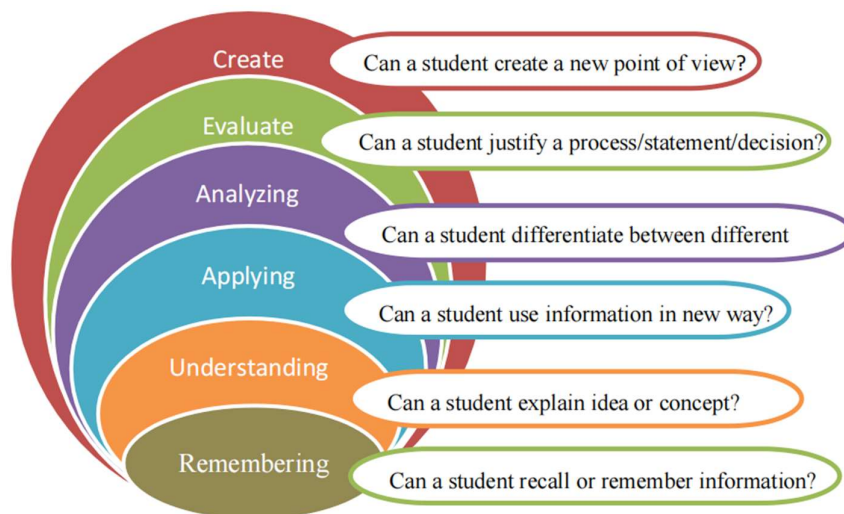 Create
Can a student create a new point of view?
Evaluate
Can a student justify a process/statement/decision?
Analyzing
Can a student differentiate between different
Applying
Can a student use information in new way?
Understanding
Can a student explain idea or concept?
Remembering
Can a student recall or remember information?